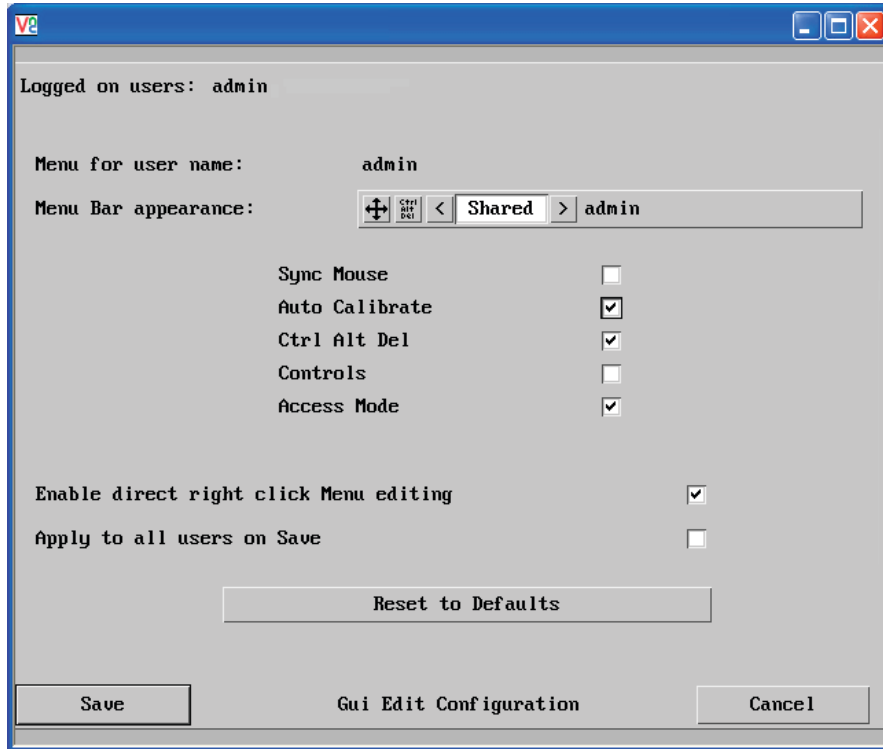 Logged on users: admin
Menu for user name: admin
Menu Bar appearance: Ctrl Alt Del < Shared > admin
Sync Mouse
Auto Calibrate
Ctrl Alt Del
Controls
Access Mode
Enable direct right click Menu editing
Apply to all users on Save
Reset to Defaults
Save Gui Edit Configuration Cancel